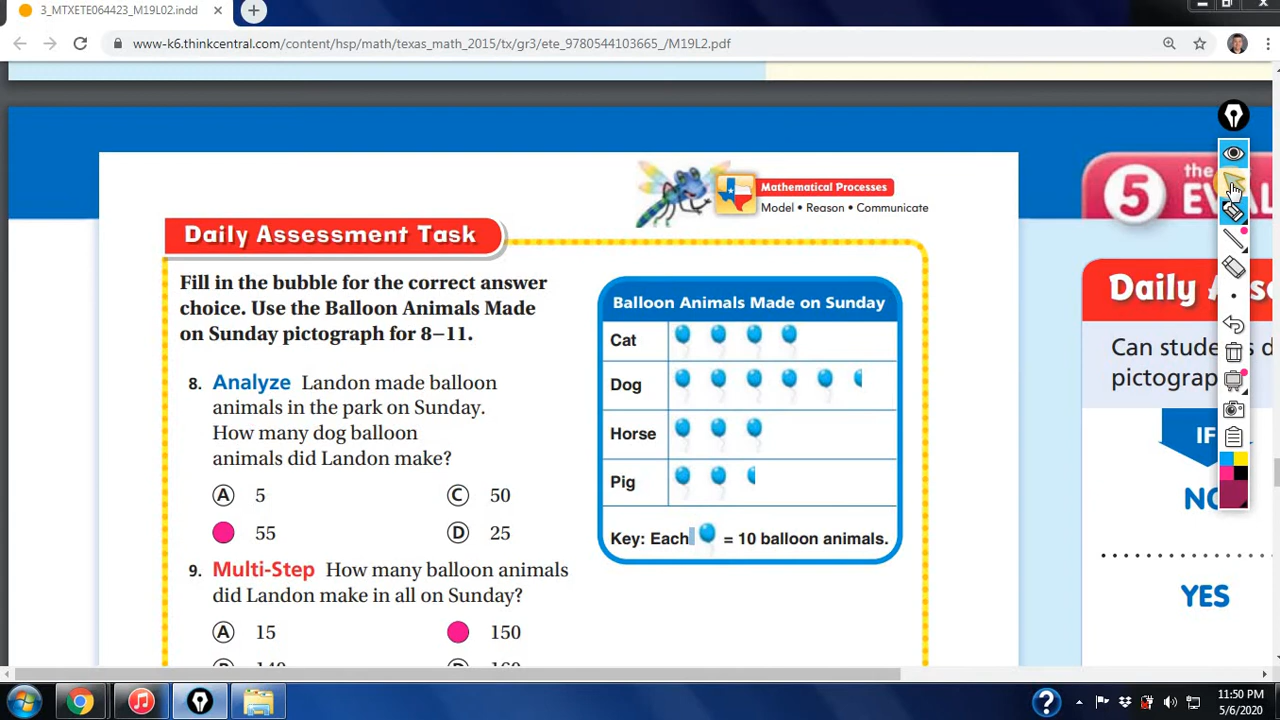 3_MTXETE064423_M19L02.indd
www-k6.thinkcentral.com/content/hsp/math/texas_math_2015/tx/gr3/ete_9780544103665_/M19L2.pdf
Mathematical Processes
Model • Reason • Communicate
Daily Assessment Task
Fill in the bubble for the correct answer
choice. Use the Balloon Animals Made
on Sunday pictograph for 8–11.
8. Analyze Landon made balloon
animals in the park on Sunday.
How many dog balloon
animals did Landon make?
A 5
C 50
55
D 25
9. Multi-Step How many balloon animals
did Landon make in all on Sunday?
A 15
150
Balloon Animals Made on Sunday
Cat
Dog
Horse
Pig
Key: Each = 10 balloon animals.
5
the
Daily
Can students
pictograp
IF
NO
YES
11:50 PM
5/6/2020